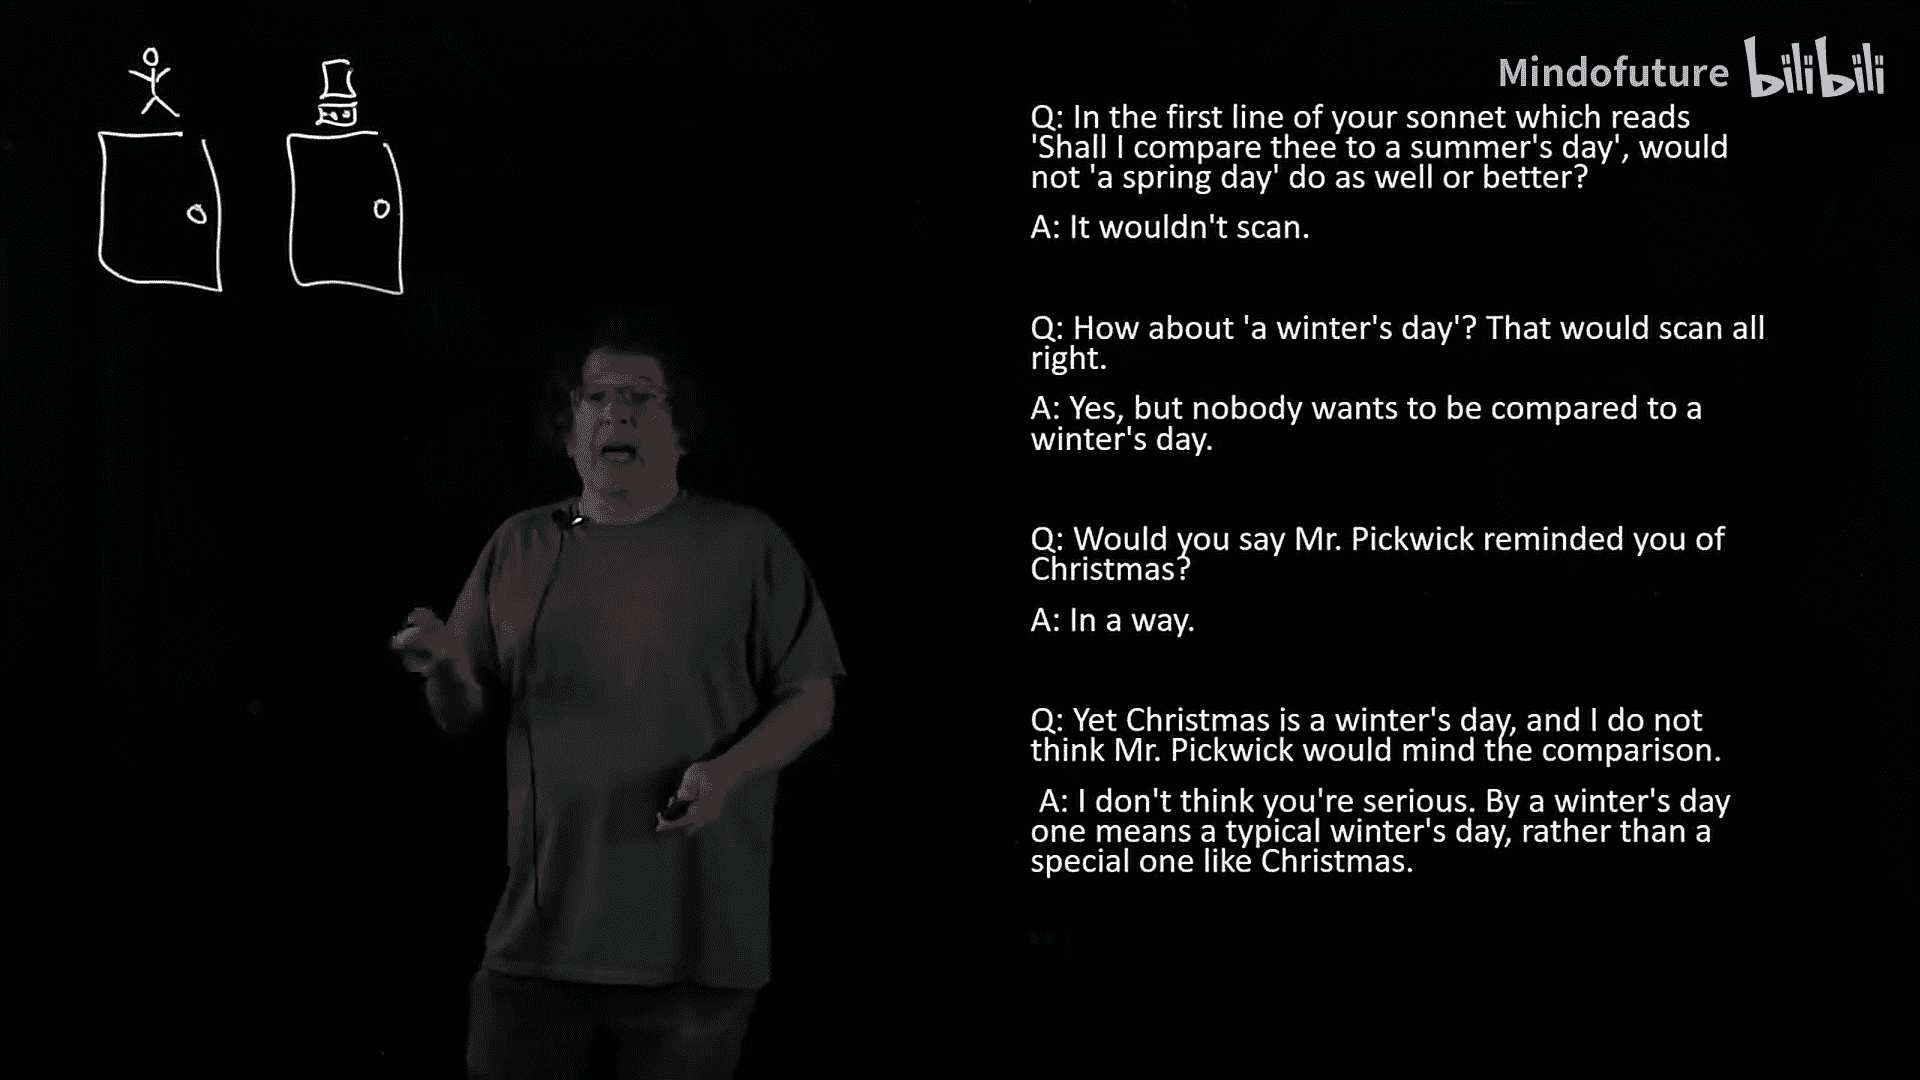 Mindofuture bilibili
Q: In the first line of your sonnet which reads
'Shall I compare thee to a summer's day', would
not 'a spring day' do as well or better?
A: It wouldn't scan.
Q: How about 'a winter's day'? That would scan all
right.
A: Yes, but nobody wants to be compared to a
winter's day.
Q: Would you say Mr. Pickwick reminded you of
Christmas?
A: In a way.
Q: Yet Christmas is a winter's day, and I do not
think Mr. Pickwick would mind the comparison.
A: I don't think you're serious. By a winter's day
one means a typical winter's day, rather than a
special one like Christmas.